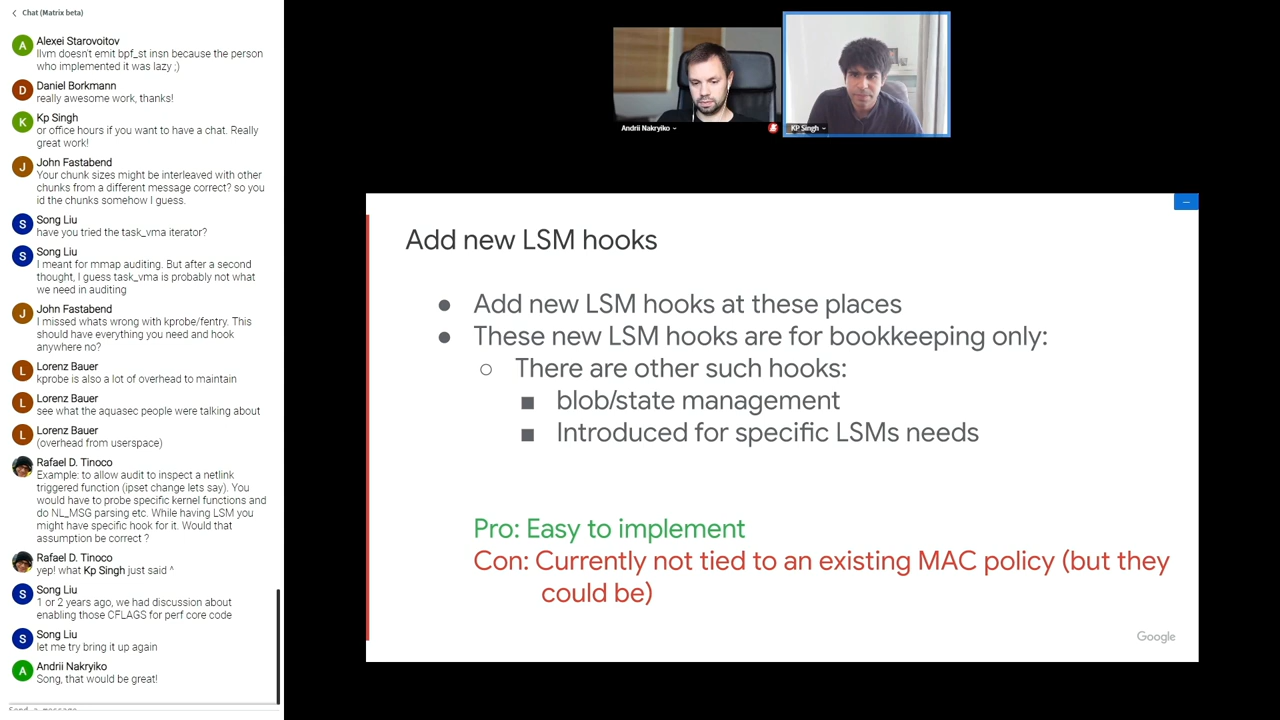 Chat (Matrix beta)
A
Alexei Starovoitov
llvm doesn't emit bpf_st insn because the person
who implemented it was lazy ;)
D
Daniel Borkmann
really awesome work, thanks!
K
Kp Singh
or office hours if you want to have a chat. Really
great work!
J
John Fastabend
Your chunk sizes might be interleaved with other
chunks from a different message correct? so you
id the chunks somehow I guess.
S
Song Liu
have you tried the task_vma iterator?
S
Song Liu
I meant for mmap auditing. But after a second
thought, I guess task_vma is probably not what
we need in auditing
J
John Fastabend
I missed whats wrong with kprobe/fentry. This
should have everything you need and hook
anywhere no?
L
Lorenz Bauer
kprobe is also a lot of overhead to maintain
L
Lorenz Bauer
see what the aquasec people were talking about
L
Lorenz Bauer
(overhead from userspace)
Rafael D. Tinoco
Example: to allow audit to inspect a netlink
triggered function (ipset change lets say). You
would have to probe specific kernel functions and
do NL_MSG parsing etc. While having LSM you
might have specific hook for it. Would that
assumption be correct ?
Rafael D. Tinoco
yep! what Kp Singh just said ^
S
Song Liu
1 or 2 years ago, we had discussion about
enabling those CFLAGS for perf core code
S
Song Liu
let me try bring it up again
A
Andrii Nakryiko
Song, that would be great!
Send a message
Andrii Nakryiko
KP Singh
Add new LSM hooks
● Add new LSM hooks at these places
● These new LSM hooks are for bookkeeping only:
○ There are other such hooks:
■ blob/state management
■ Introduced for specific LSMs needs
Pro: Easy to implement
Con: Currently not tied to an existing MAC policy (but they
could be)
Google